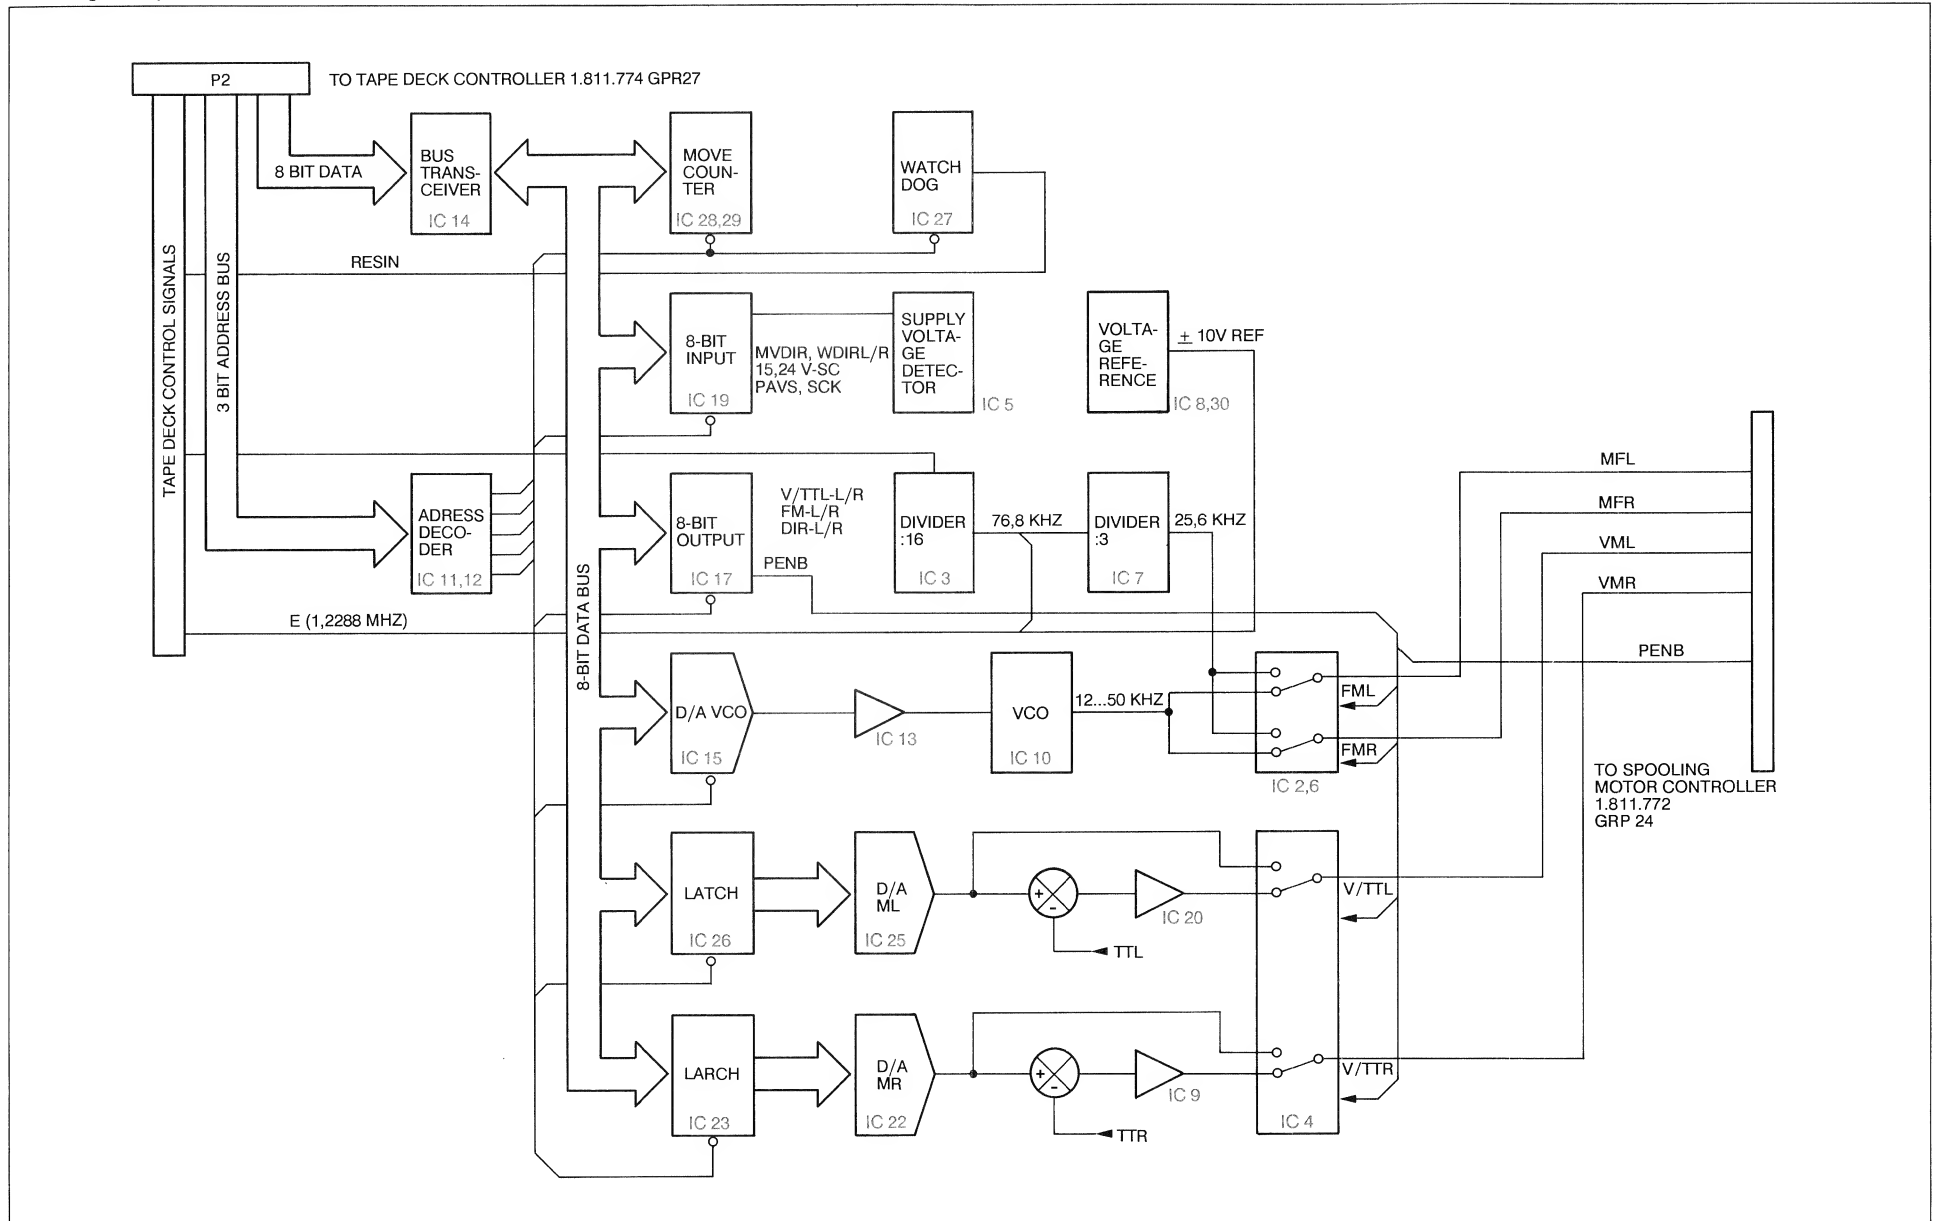 P2
TO TAPE DECK CONTROLLER 1.811.774 GPR27
TAPE DECK CONTROL SIGNALS
3 BIT ADDRESS BUS
8 BIT DATA
BUS
TRANS-
CEIVER
IC 14
MOVE
COUN-
TER
IC 28,29
WATCH
DOG
IC 27
RESIN
8-BIT
INPUT
IC 19
MVDIR, WDIRL/R
15,24 V-SC
PAVS, SCK
SUPPLY
VOLTA-
GE
DETEC-
TOR
IC 5
VOLTA-
GE
REFE-
RENCE
IC 8,30
± 10V REF
ADRESS
DECO-
DER
IC 11,12
8-BIT
OUTPUT
IC 17
V/TTL-L/R
FM-L/R
DIR-L/R
PENB
DIVIDER
:16
IC 3
76,8 KHZ
DIVIDER
:3
IC 7
25,6 KHZ
E (1,2288 MHZ)
8-BIT DATA BUS
MFL
MFR
VML
VMR
PENB
D/A VCO
IC 15
IC 13
VCO
IC 10
12...50 KHZ
FML
FMR
IC 2,6
TO SPOOLING
MOTOR CONTROLLER
1.811.772
GRP 24
LATCH
IC 26
D/A
ML
IC 25
+
-
TTL
IC 20
V/TTL
LARCH
IC 23
D/A
MR
IC 22
+
-
TTR
IC 9
V/TTR
IC 4